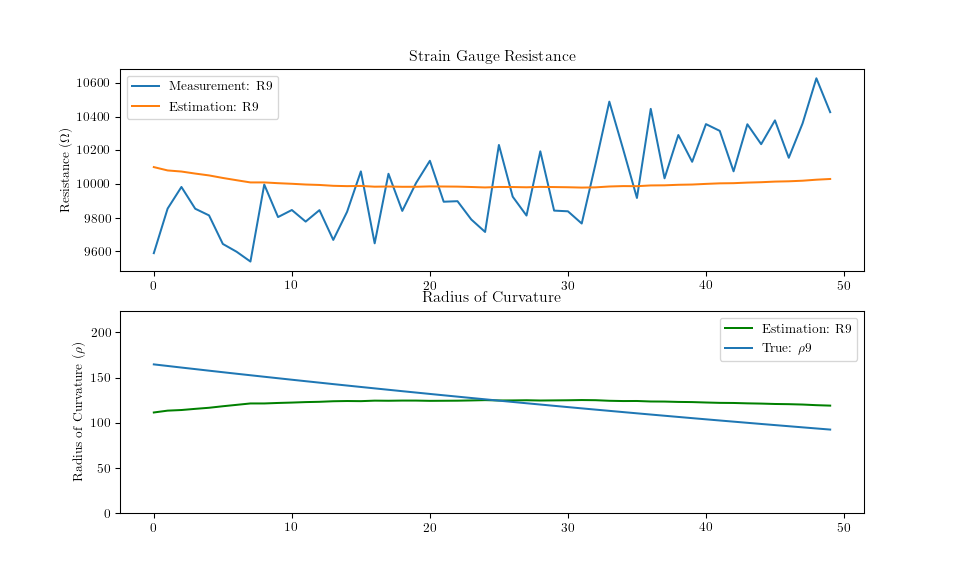 Strain Gauge Resistance
Resistance (Ω)
10600
10400
10200
10000
9800
9600
Measurement: R9
Estimation: R9
0 10 20 30 40 50
Radius of Curvature
Radius of Curvature (ρ)
200
150
100
50
0
Estimation: R9
True: ρ9
0 10 20 30 40 50